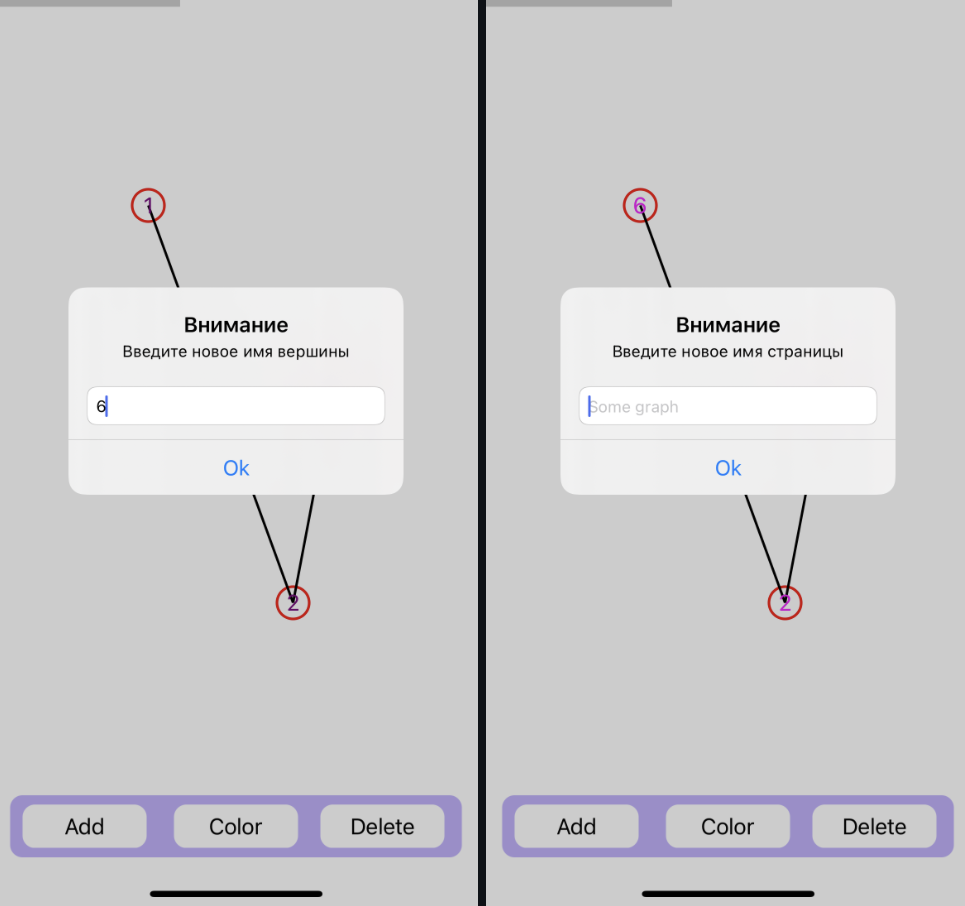 1
Внимание
Введите новое имя вершины
6
Ok
2
Add
Color
Delete
6
Внимание
Введите новое имя страницы
Some graph
Ok
2
Add
Color
Delete